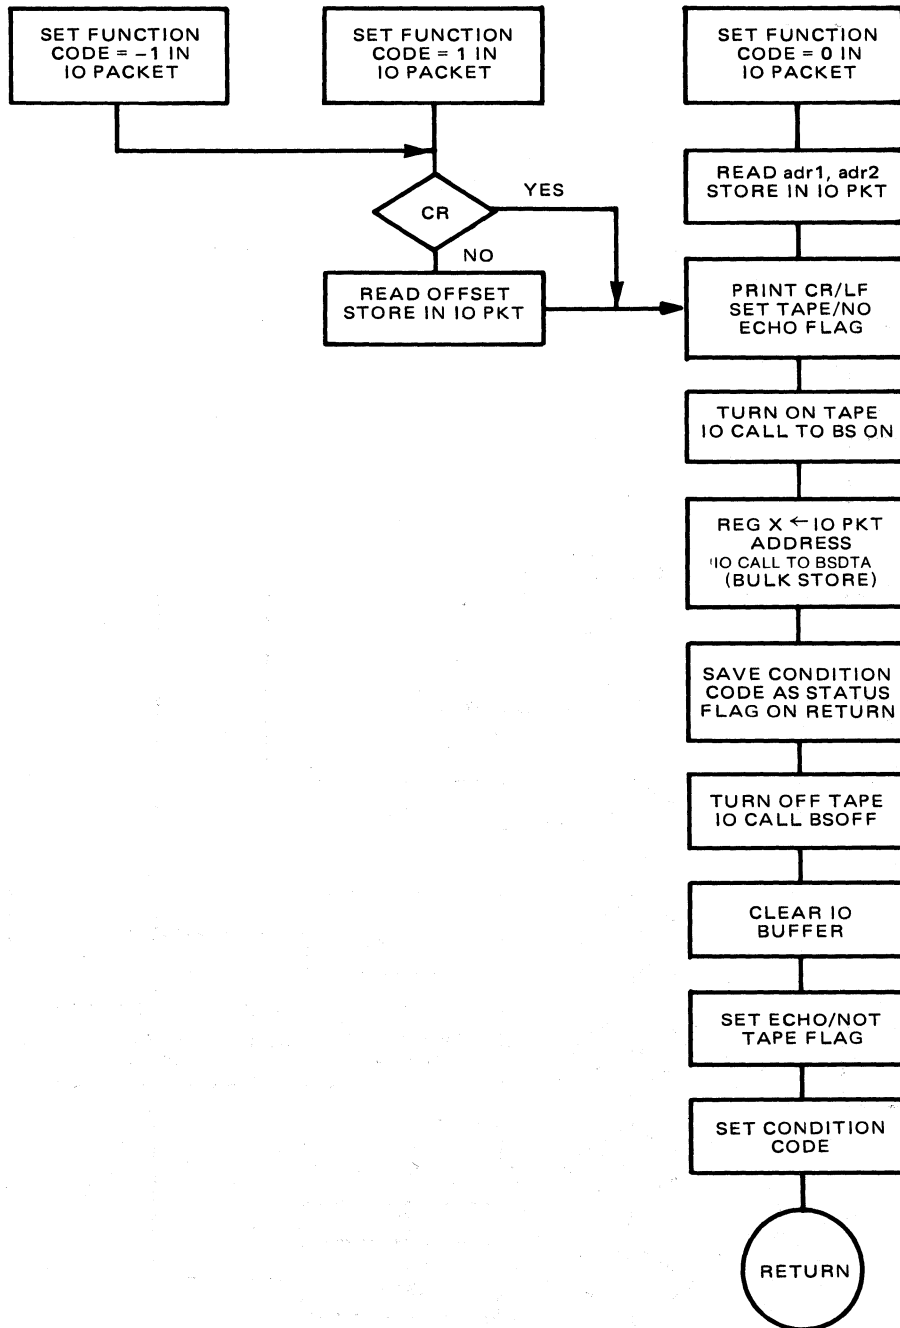 SET FUNCTION
CODE = –1 IN
IO PACKET
SET FUNCTION
CODE = 1 IN
IO PACKET
SET FUNCTION
CODE = 0 IN
IO PACKET
READ adr1, adr2
STORE IN IO PKT
CR
YES
NO
READ OFFSET
STORE IN IO PKT
PRINT CR/LF
SET TAPE/NO
ECHO FLAG
TURN ON TAPE
IO CALL TO BS ON
REG X ← IO PKT
ADDRESS
IO CALL TO BSDTA
(BULK STORE)
SAVE CONDITION
CODE AS STATUS
FLAG ON RETURN
TURN OFF TAPE
IO CALL BSOFF
CLEAR IO
BUFFER
SET ECHO/NOT
TAPE FLAG
SET CONDITION
CODE
RETURN